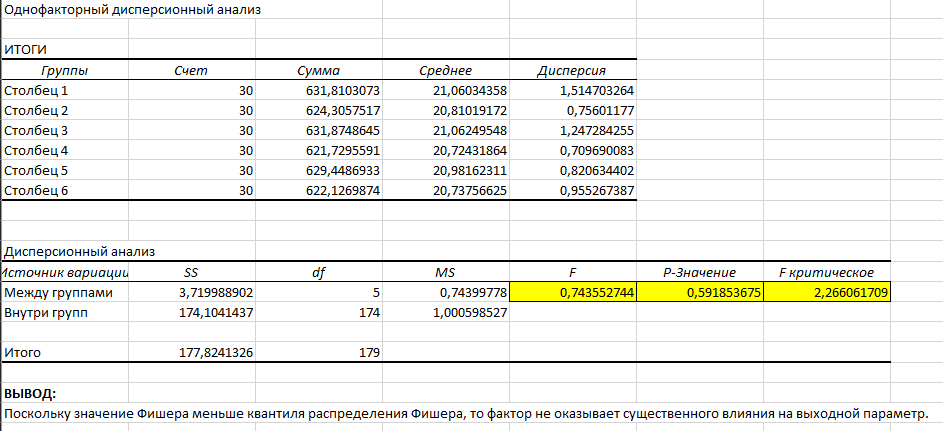 Однофакторный дисперсионный анализ
ИТОГИ
Группы Счет Сумма Среднее Дисперсия
Столбец 1 30 631,8103073 21,06034358 1,514703264
Столбец 2 30 624,3057517 20,81019172 0,75601177
Столбец 3 30 631,8748645 21,06249548 1,247284255
Столбец 4 30 621,7295591 20,72431864 0,709690083
Столбец 5 30 629,4486933 20,98162311 0,820634402
Столбец 6 30 622,1269874 20,73756625 0,955267387
Дисперсионный анализ
Источник вариации SS df MS F P-Значение F критическое
Между группами 3,719988902 5 0,74399778 0,743552744 0,591853675 2,266061709
Внутри групп 174,1041437 174 1,000598527
Итого 177,8241326 179
ВЫВОД:
Поскольку значение Фишера меньше квантиля распределения Фишера, то фактор не оказывает существенного влияния на выходной параметр.